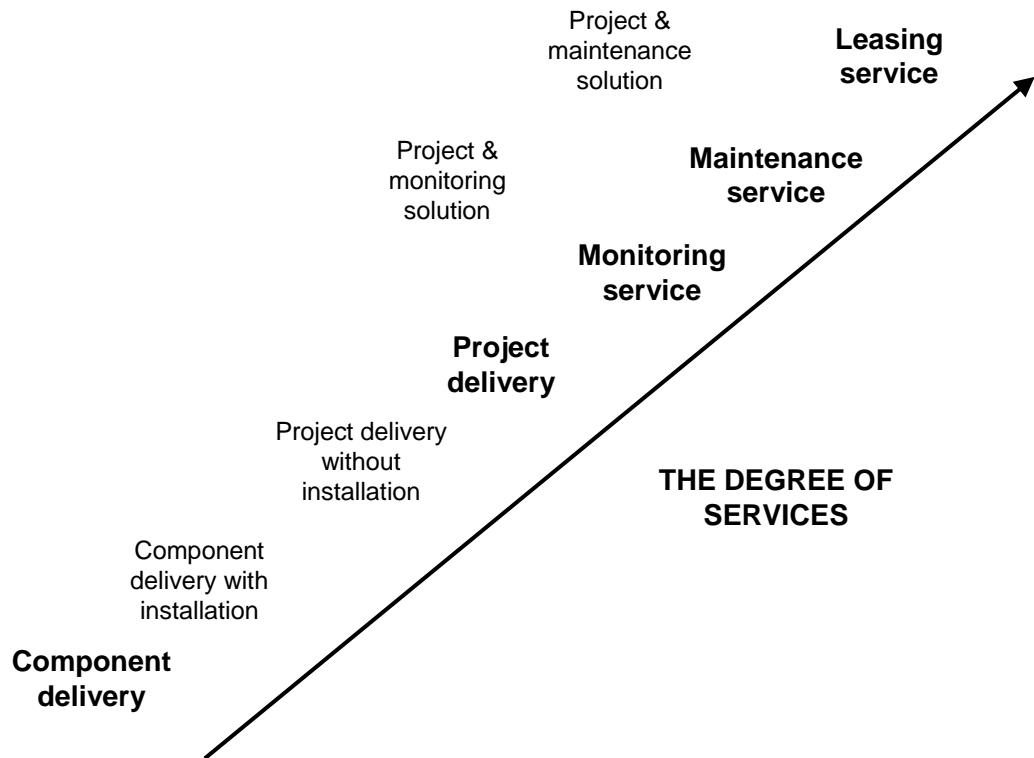 Project &
maintenance
solution
Leasing
service
Project &
monitoring
solution
Maintenance
service
Monitoring
service
Project
delivery
Project delivery
without
installation
THE DEGREE OF
SERVICES
Component
delivery with
installation
Component
delivery